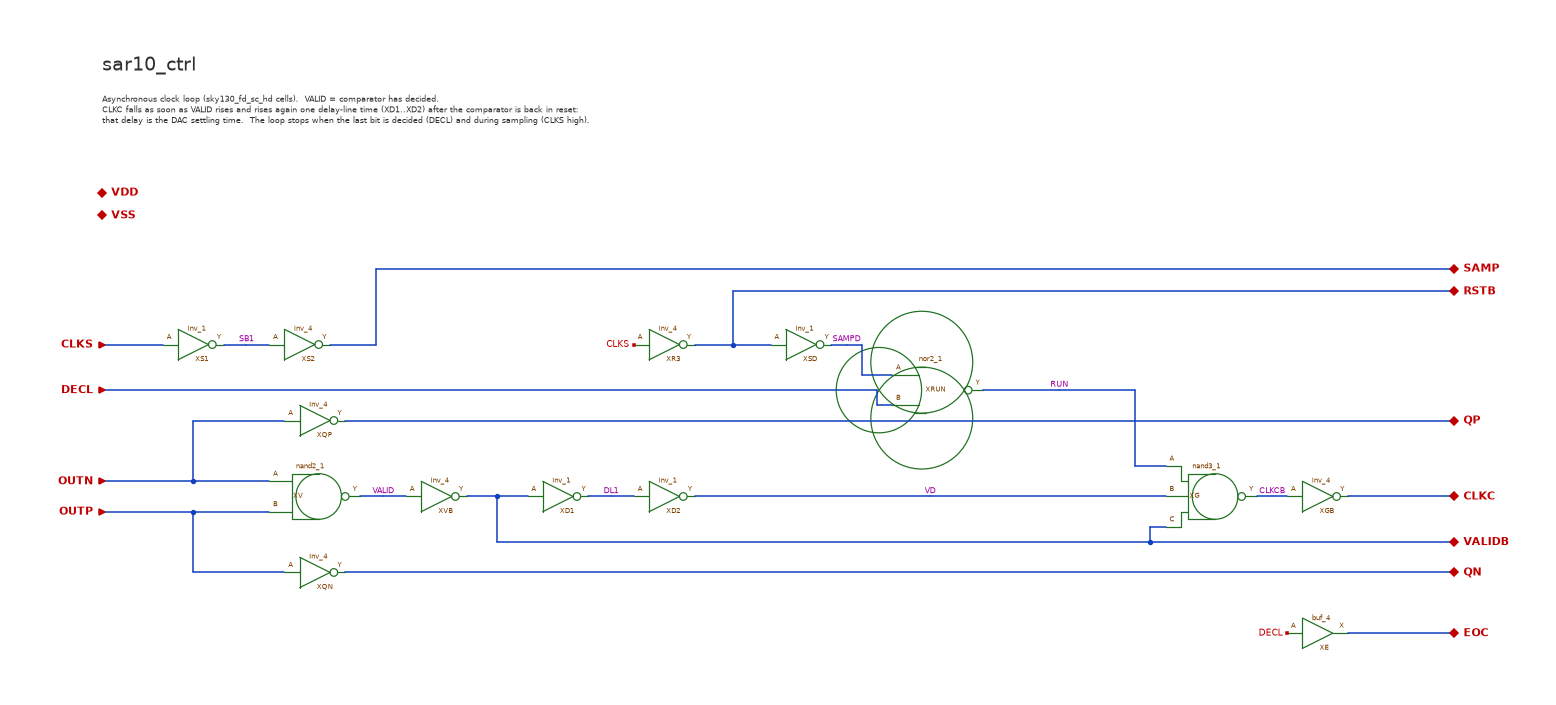 sar10_ctrl
Asynchronous clock loop (sky130_fd_sc_hd cells).  VALID = comparator has decided.
CLKC falls as soon as VALID rises and rises again one delay-line time (XD1..XD2) after the comparator is back in reset:
that delay is the DAC settling time.  The loop stops when the last bit is decided (DECL) and during sampling (CLKS high).
VDD
VSS
SAMP
RSTB
CLKS A inv_1 Y XS1 SB1 A inv_4 Y XS2
CLKS A inv_4 Y XR3 A inv_1 Y XSD SAMPD
A nor2_1 B XRUN Y RUN
DECL
A inv_4 Y XQP QP
OUTN
OUTP
A B nand2_1 XV Y VALID A inv_4 Y XVB A inv_1 Y XD1 DL1 A inv_1 Y XD2 VD
A B C nand3_1 XG Y CLKCB A inv_4 Y XGB CLKC
VALIDB
A inv_4 Y XQN QN
DECL A buf_4 X XE EOC